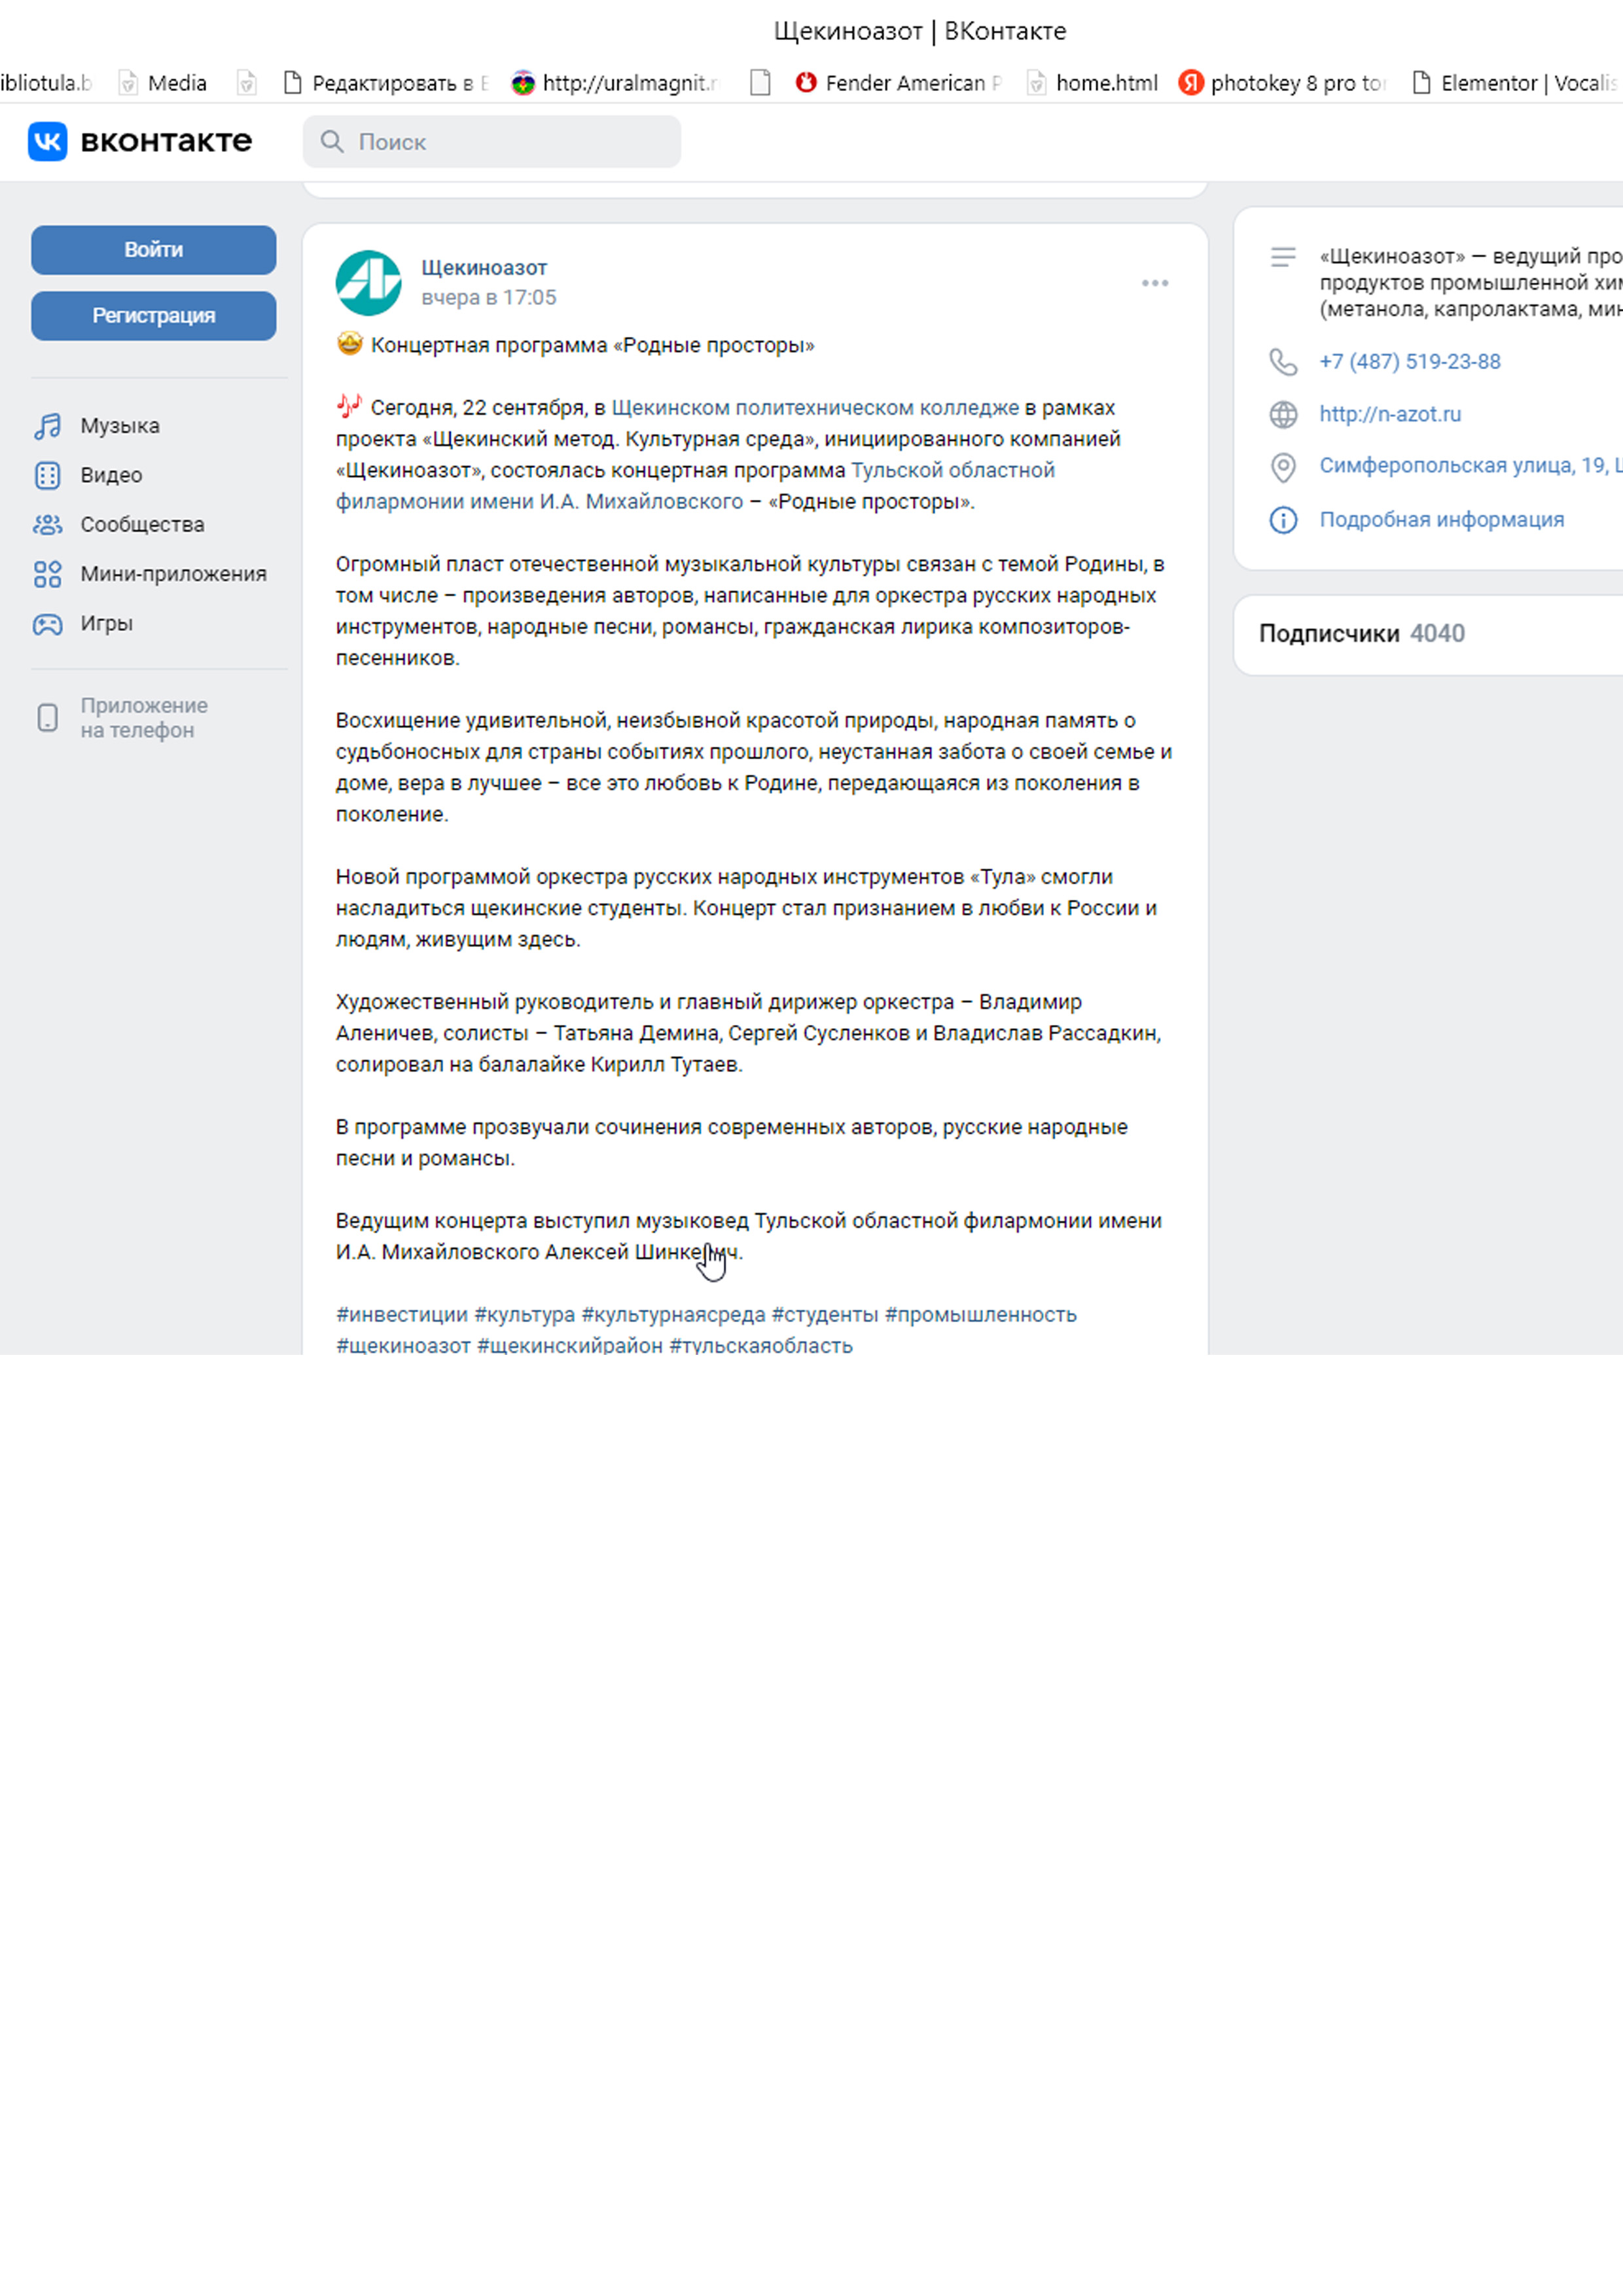 Щекиноазот | ВКонтакте
Media
Редактировать в
http://uralmagnit.r
Fender American P
home.html
photokey 8 pro tor
Elementor | Vocalis
вконтакте
Поиск
Войти
Регистрация
Музыка
Видео
Сообщества
Мини-приложения
Игры
Приложение
на телефон
Щекиноазот
вчера в 17:05
Концертная программа «Родные просторы»
Сегодня, 22 сентября, в Щекинском политехническом колледже в рамках
проекта «Щекинский метод. Культурная среда», инициированного компанией
«Щекиноазот», состоялась концертная программа Тульской областной
филармонии имени И.А. Михайловского – «Родные просторы».
Огромный пласт отечественной музыкальной культуры связан с темой Родины, в
том числе – произведения авторов, написанные для оркестра русских народных
инструментов, народные песни, романсы, гражданская лирика композиторов-
песенников.
Восхищение удивительной, неизбывной красотой природы, народная память о
судьбоносных для страны событиях прошлого, неустанная забота о своей семье и
доме, вера в лучшее – все это любовь к Родине, передающаяся из поколения в
поколение.
Новой программой оркестра русских народных инструментов «Тула» смогли
насладиться щекинские студенты. Концерт стал признанием в любви к России и
людям, живущим здесь.
Художественный руководитель и главный дирижер оркестра – Владимир
Аленичев, солисты – Татьяна Демина, Сергей Сусленков и Владислав Рассадкин,
солировал на балалайке Кирилл Тутаев.
В программе прозвучали сочинения современных авторов, русские народные
песни и романсы.
Ведущим концерта выступил музыковед Тульской областной филармонии имени
И.А. Михайловского Алексей Шинкевич.
#инвестиции #культура #культурнаясреда #студенты #промышленность
#щекиноазот #щекинскийрайон #тульскаяобласть
«Щекиноазот» — ведущий про
продуктов промышленной хим
(метанола, капролактама, мин
+7 (487) 519-23-88
http://n-azot.ru
Симферопольская улица, 19,
Подробная информация
Подписчики 4040